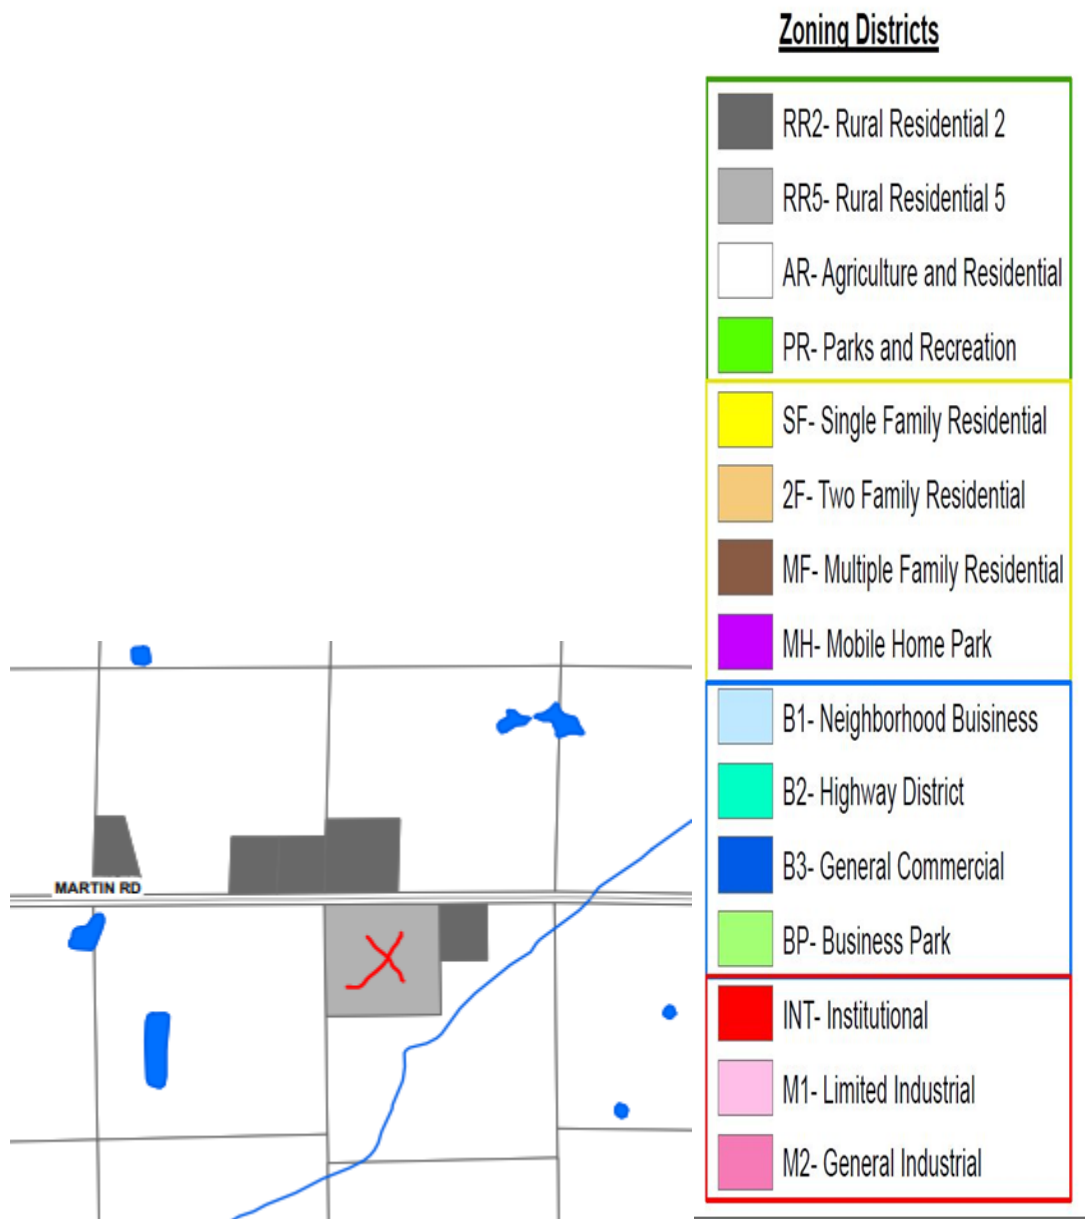 Zoning Districts
RR2- Rural Residential 2
RR5- Rural Residential 5
AR- Agriculture and Residential
PR- Parks and Recreation
SF- Single Family Residential
2F- Two Family Residential
MF- Multiple Family Residential
MH- Mobile Home Park
B1- Neighborhood Buisiness
B2- Highway District
B3- General Commercial
BP- Business Park
INT- Institutional
M1- Limited Industrial
M2- General Industrial
MARTIN RD